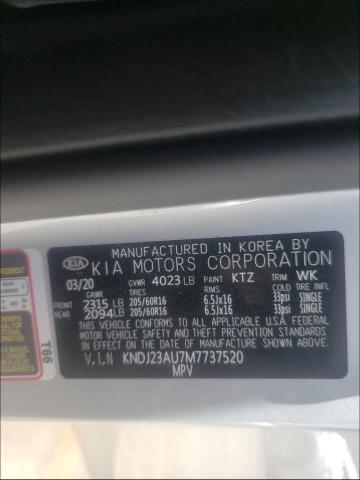 MANUFACTURED IN KOREA BY
KIA KIA MOTORS CORPORATION
03/20 GVWR 4023 LB PAINT KTZ TRIM WK
GAWR TIRES RIMS COLD TIRE INF
FRONT 2315 LB 205/60R16 6.5Jx16 33psi SINGLE
REAR 2094 LB 205/60R16 6.5Jx16 33psi SINGLE
THIS VEHICLE CONFORMS TO ALL APPLICABLE U.S.A. FEDERAL
MOTOR VEHICLE SAFETY BUMPER, AND THEFT PREVENTION STANDARDS
IN EFFECT ON THE DATE OF MANUFACTURE SHOWN ABOVE.
V.I.N KNDJ23AU7M7737520
MPV
T66